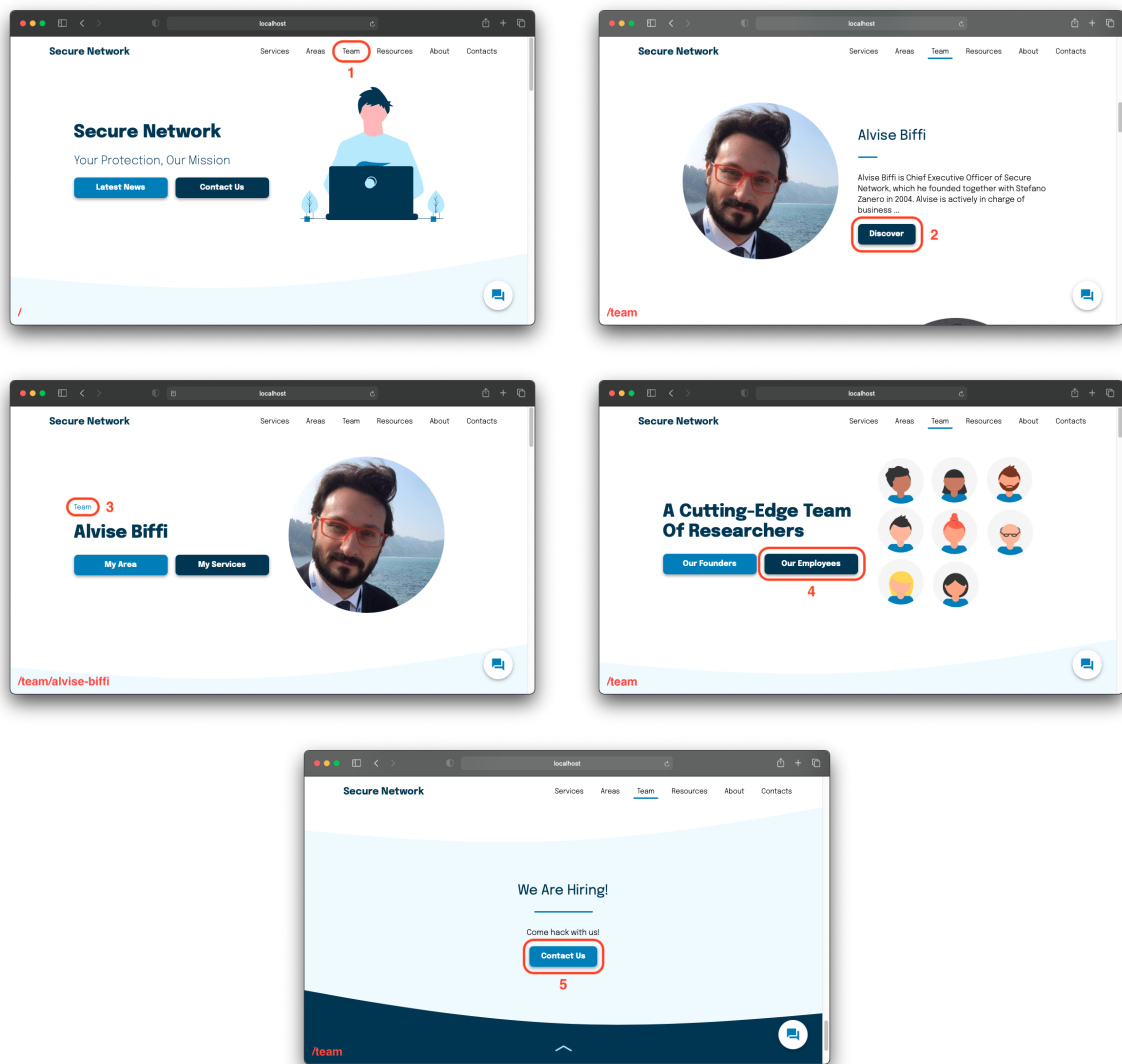 localhost
Secure Network
Services Areas Team Resources About Contacts
1
Secure Network
Your Protection, Our Mission
Latest News Contact Us
/
localhost
Secure Network
Services Areas Team Resources About Contacts
Alvise Biffi
Alvise Biffi is Chief Executive Officer of Secure
Network, which he founded together with Stefano
Zanero in 2004. Alvise is actively in charge of
business ...
Discover 2
/team
localhost
Secure Network
Services Areas Team Resources About Contacts
Team 3
Alvise Biffi
My Area My Services
/team/alvise-biffi
localhost
Secure Network
Services Areas Team Resources About Contacts
A Cutting-Edge Team
Of Researchers
Our Founders Our Employees
4
/team
localhost
Secure Network
Services Areas Team Resources About Contacts
We Are Hiring!
Come hack with us!
Contact Us
5
/team